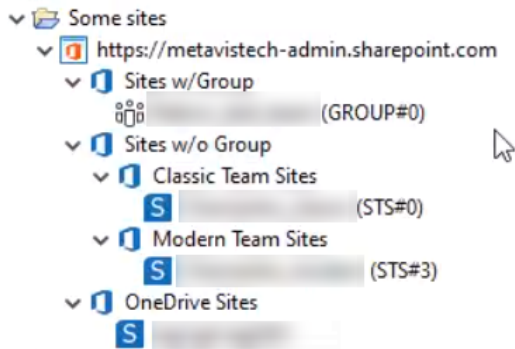 Some sites
https://metavistech-admin.sharepoint.com
Sites w/Group
(GROUP#0)
Sites w/o Group
Classic Team Sites
S (STS#0)
Modern Team Sites
S (STS#3)
OneDrive Sites
S